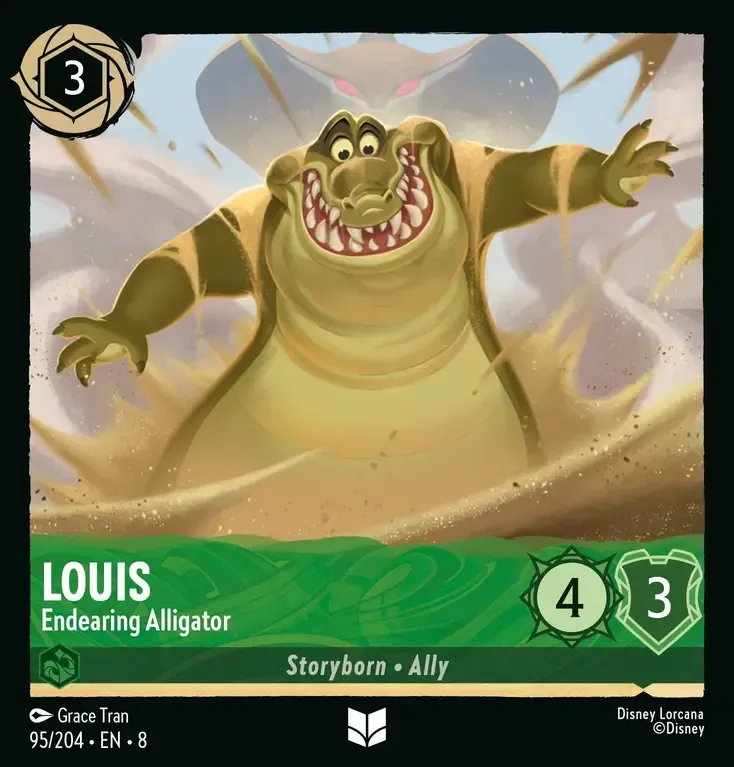 3
LOUIS
Endearing Alligator
4
3
Storyborn • Ally
Grace Tran
95/204 • EN • 8
Disney Lorcana
©Disney